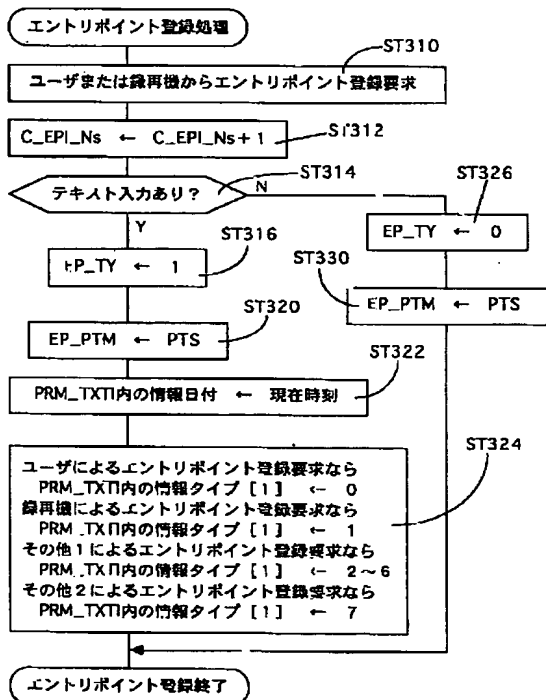 エントリポイント登録処理
ST310
ユーザまたは録再機からエントリポイント登録要求
C_EPI_Ns ← C_EPI_Ns+1
ST312
テキスト入力あり?
ST314
N
ST326
Y
EP_TY ← 0
ST316
EP_TY ← 1
ST330
EP_PTM ← PTS
ST320
EP_PTM ← PTS
ST322
PRM_TXTI内の情報日付 ← 現在時刻
ST324
ユーザによるエントリポイント登録要求なら
PRM_TXTI内の情報タイプ [1] ← 0
録再機によるエントリポイント登録要求なら
PRM_TXTI内の情報タイプ [1] ← 1
その他1によるエントリポイント登録要求なら
PRM_TXTI内の情報タイプ [1] ← 2~6
その他2によるエントリポイント登録要求なら
PRM_TXTI内の情報タイプ [1] ← 7
エントリポイント登録終了